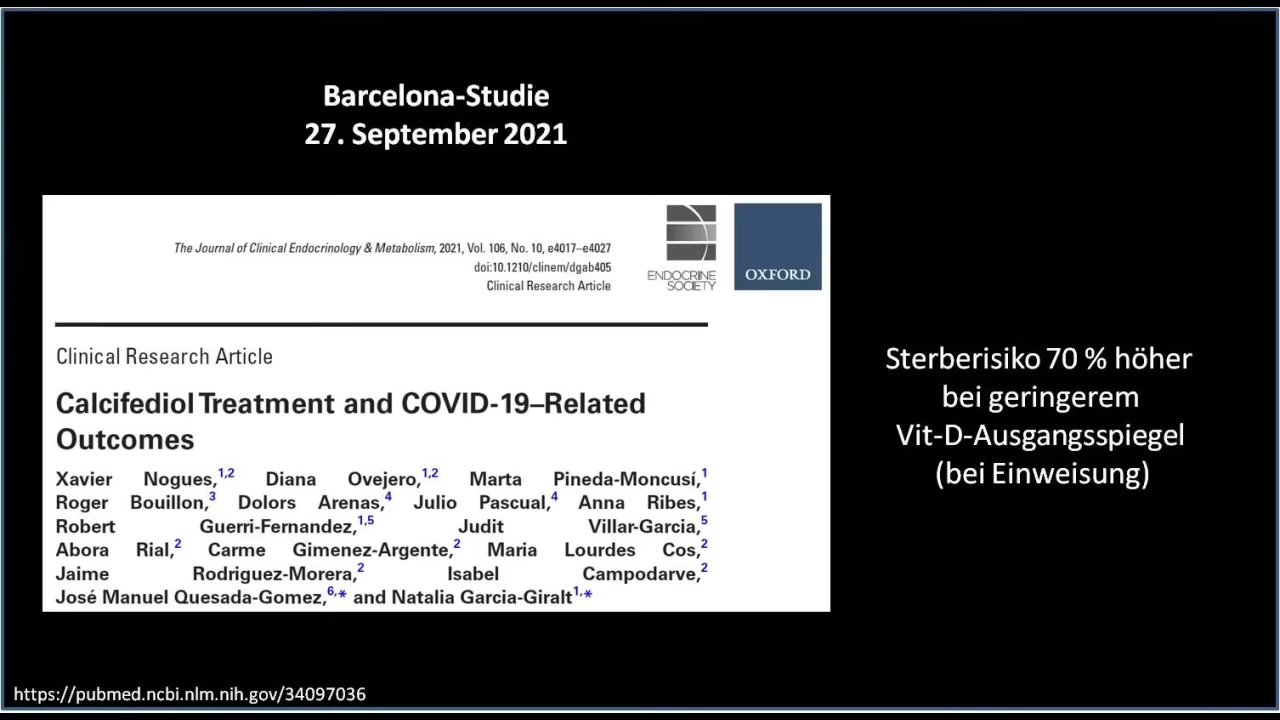 Barcelona-Studie
27. September 2021
The Journal of Clinical Endocrinology & Metabolism, 2021, Vol. 106, No. 10, e4017–e4027
doi:10.1210/clinem/dgab405
Clinical Research Article
ENDOCRINE
SOCIETY
OXFORD
Clinical Research Article
Calcifediol Treatment and COVID-19–Related
Outcomes
Xavier Nogues,1,2 Diana Ovejero,1,2 Marta Pineda-Moncusí,1
Roger Bouillon,3 Dolors Arenas,4 Julio Pascual,4 Anna Ribes,1
Robert Guerri-Fernandez,1,5 Judit Villar-Garcia,5
Abora Rial,2 Carme Gimenez-Argente,2 Maria Lourdes Cos,2
Jaime Rodriguez-Morera,2 Isabel Campodarve,2
José Manuel Quesada-Gomez,6,* and Natalia Garcia-Giralt1,*
Sterberisiko 70 % höher
bei geringerem
Vit-D-Ausgangsspiegel
(bei Einweisung)
https://pubmed.ncbi.nlm.nih.gov/34097036